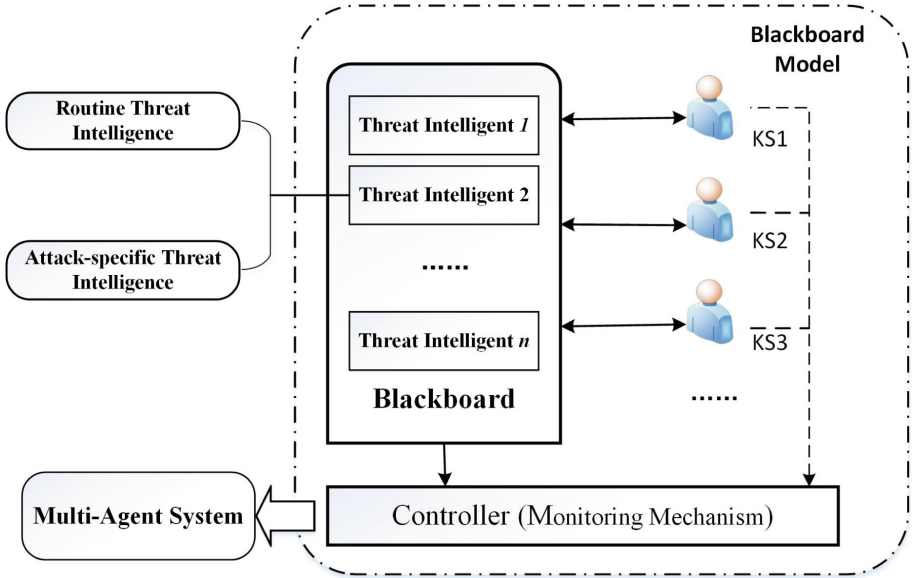 Blackboard
Model
Routine Threat
Intelligence
Attack-specific Threat
Intelligence
Threat Intelligent 1
Threat Intelligent 2
......
Threat Intelligent n
Blackboard
KS1
KS2
KS3
......
Multi-Agent System
Controller (Monitoring Mechanism)